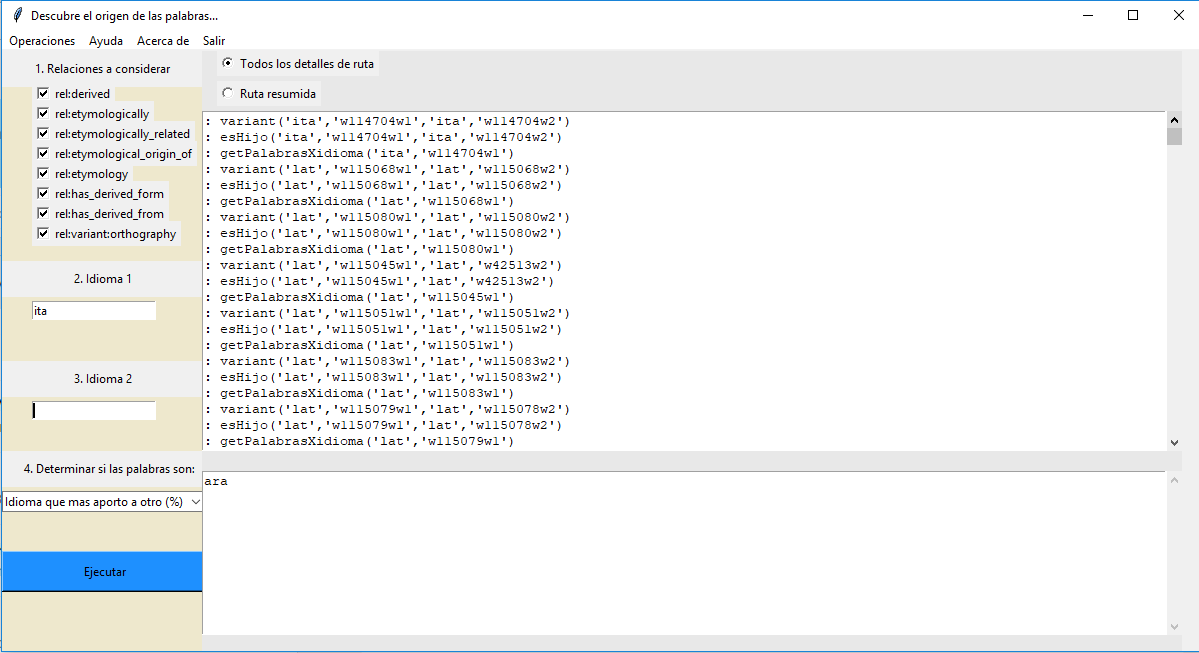 Descubre el origen de las palabras...
Operaciones Ayuda Acerca de Salir
1. Relaciones a considerar
rel:derived
rel:etymologically
rel:etymologically_related
rel:etymological_origin_of
rel:etymology
rel:has_derived_form
rel:has_derived_from
rel:variant:orthography
2. Idioma 1
ita
3. Idioma 2
4. Determinar si las palabras son:
Idioma que mas aporto a otro (%)
Ejecutar
Todos los detalles de ruta
Ruta resumida
: variant('ita','w114704w1','ita','w114704w2')
: esHijo('ita','w114704w1','ita','w114704w2')
: getPalabrasXidioma('ita','w114704w1')
: variant('lat','w115068w1','lat','w115068w2')
: esHijo('lat','w115068w1','lat','w115068w2')
: getPalabrasXidioma('lat','w115068w1')
: variant('lat','w115080w1','lat','w115080w2')
: esHijo('lat','w115080w1','lat','w115080w2')
: getPalabrasXidioma('lat','w115080w1')
: variant('lat','w115045w1','lat','w42513w2')
: esHijo('lat','w115045w1','lat','w42513w2')
: getPalabrasXidioma('lat','w115045w1')
: variant('lat','w115051w1','lat','w115051w2')
: esHijo('lat','w115051w1','lat','w115051w2')
: getPalabrasXidioma('lat','w115051w1')
: variant('lat','w115083w1','lat','w115083w2')
: esHijo('lat','w115083w1','lat','w115083w2')
: getPalabrasXidioma('lat','w115083w1')
: variant('lat','w115079w1','lat','w115078w2')
: esHijo('lat','w115079w1','lat','w115078w2')
: getPalabrasXidioma('lat','w115079w1')
ara